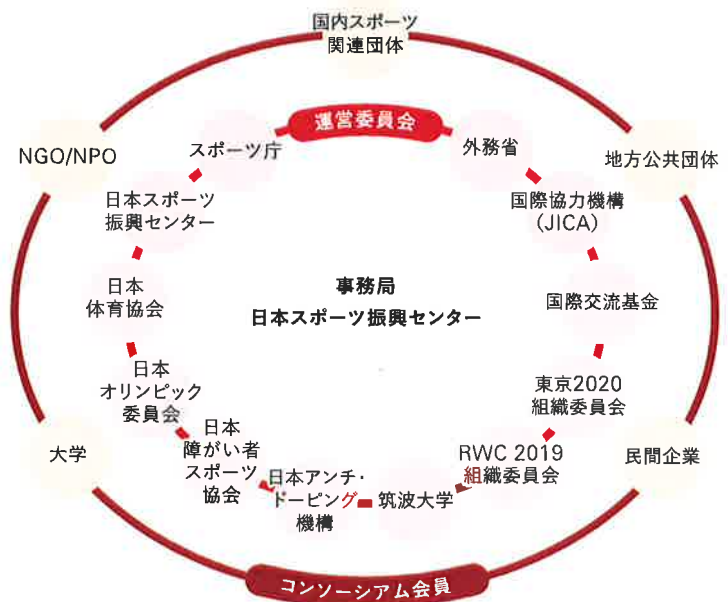 国内スポーツ
関連団体
運営委員会
NGO/NPO
スポーツ庁
外務省
地方公共団体
日本スポーツ
振興センター
国際協力機構
(JICA)
事務局
日本スポーツ振興センター
日本
体育協会
国際交流基金
日本
オリンピック
委員会
東京2020
組織委員会
大学
日本
障がい者
スポーツ
協会
日本アンチ・
ドーピング
機構
筑波大学
RWC 2019
組織委員会
民間企業
コンソーシアム会員